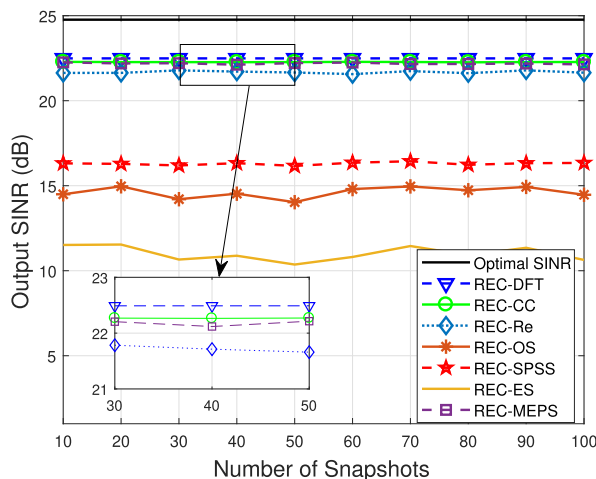 25
20
15
10
5
Output SINR (dB)
23
22
21
30 40 50
Optimal SINR
REC-DFT
REC-CC
REC-Re
REC-OS
REC-SPSS
REC-ES
REC-MEPS
10 20 30 40 50 60 70 80 90 100
Number of Snapshots